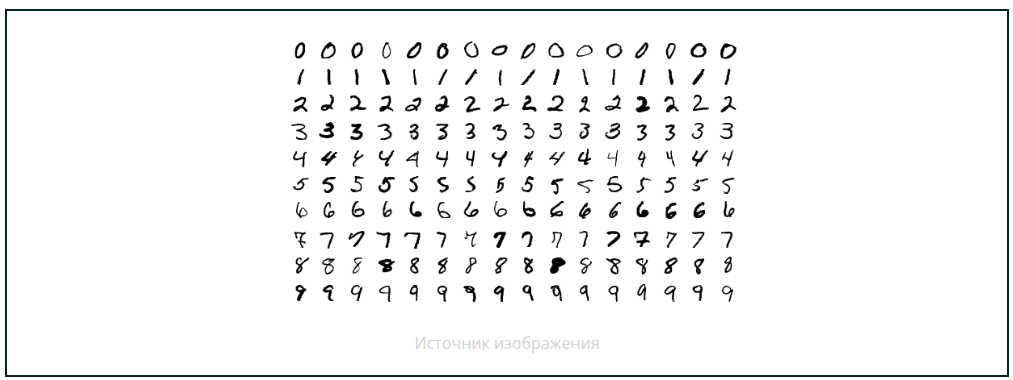 0 0 0 0 0 0 0 0 0 0 0 0 0 0 0 0
1 1 1 1 1 1 1 1 1 1 1 1 1 1 1 1
2 2 2 2 2 2 2 2 2 2 2 2 2 2 2 2
3 3 3 3 3 3 3 3 3 3 3 3 3 3 3 3
4 4 4 4 4 4 4 4 4 4 4 4 4 4 4 4
5 5 5 5 5 5 5 5 5 5 5 5 5 5 5 5
6 6 6 6 6 6 6 6 6 6 6 6 6 6 6 6
7 7 7 7 7 7 7 7 7 7 7 7 7 7 7 7
8 8 8 8 8 8 8 8 8 8 8 8 8 8 8 8
9 9 9 9 9 9 9 9 9 9 9 9 9 9 9 9
Источник изображения